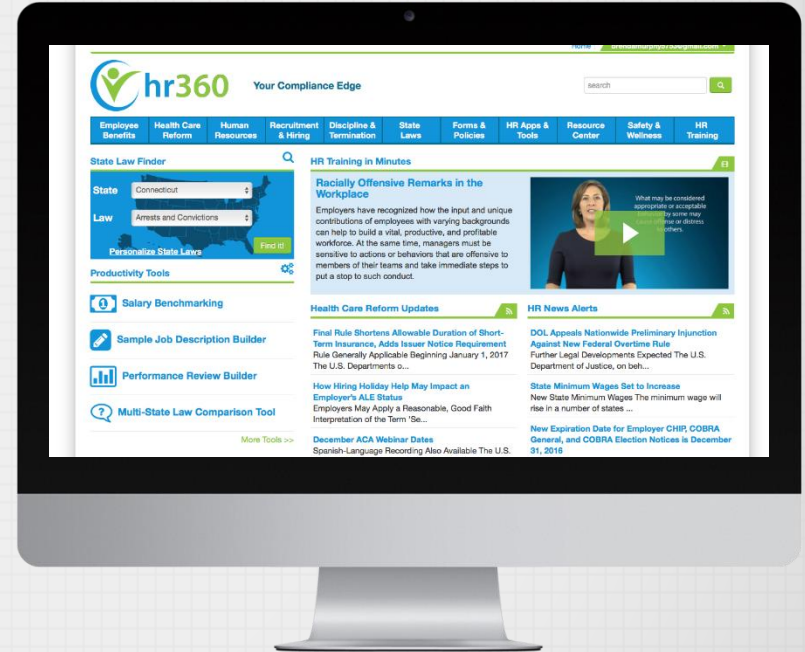 Home
hr360
Your Compliance Edge
search
Employee Benefits
Health Care Reform
Human Resources
Recruitment & Hiring
Discipline & Termination
State Laws
Forms & Policies
HR Apps & Tools
Resource Center
Safety & Wellness
HR Training
State Law Finder
State
Connecticut
Law
Arrests and Convictions
Find it!
Personalize State Laws
Productivity Tools
Salary Benchmarking
Sample Job Description Builder
Performance Review Builder
Multi-State Law Comparison Tool
More Tools >>
HR Training in Minutes
Racially Offensive Remarks in the
Workplace
Employers have recognized how the input and unique
contributions of employees with varying backgrounds
can help to build a vital, productive, and profitable
workforce. At the same time, managers must be
sensitive to actions or behaviors that are offensive to
members of their teams and take immediate steps to
put a stop to such conduct.
What may be considered
appropriate or acceptable
by some may
or distress
others.
Health Care Reform Updates
Final Rule Shortens Allowable Duration of Short-
Term Insurance, Adds Issuer Notice Requirement
Rule Generally Applicable Beginning January 1, 2017
The U.S. Departments o...
How Hiring Holiday Help May Impact an
Employer's ALE Status
Employers May Apply a Reasonable, Good Faith
Interpretation of the Term 'Se...
December ACA Webinar Dates
Spanish-Language Recording Also Available The U.S.
HR News Alerts
DOL Appeals Nationwide Preliminary Injunction
Against New Federal Overtime Rule
Further Legal Developments Expected The U.S.
Department of Justice, on beh...
State Minimum Wages Set to Increase
New State Minimum Wages The minimum wage will
rise in a number of states ...
New Expiration Date for Employer CHIP, COBRA
General, and COBRA Election Notices is December
31, 2016